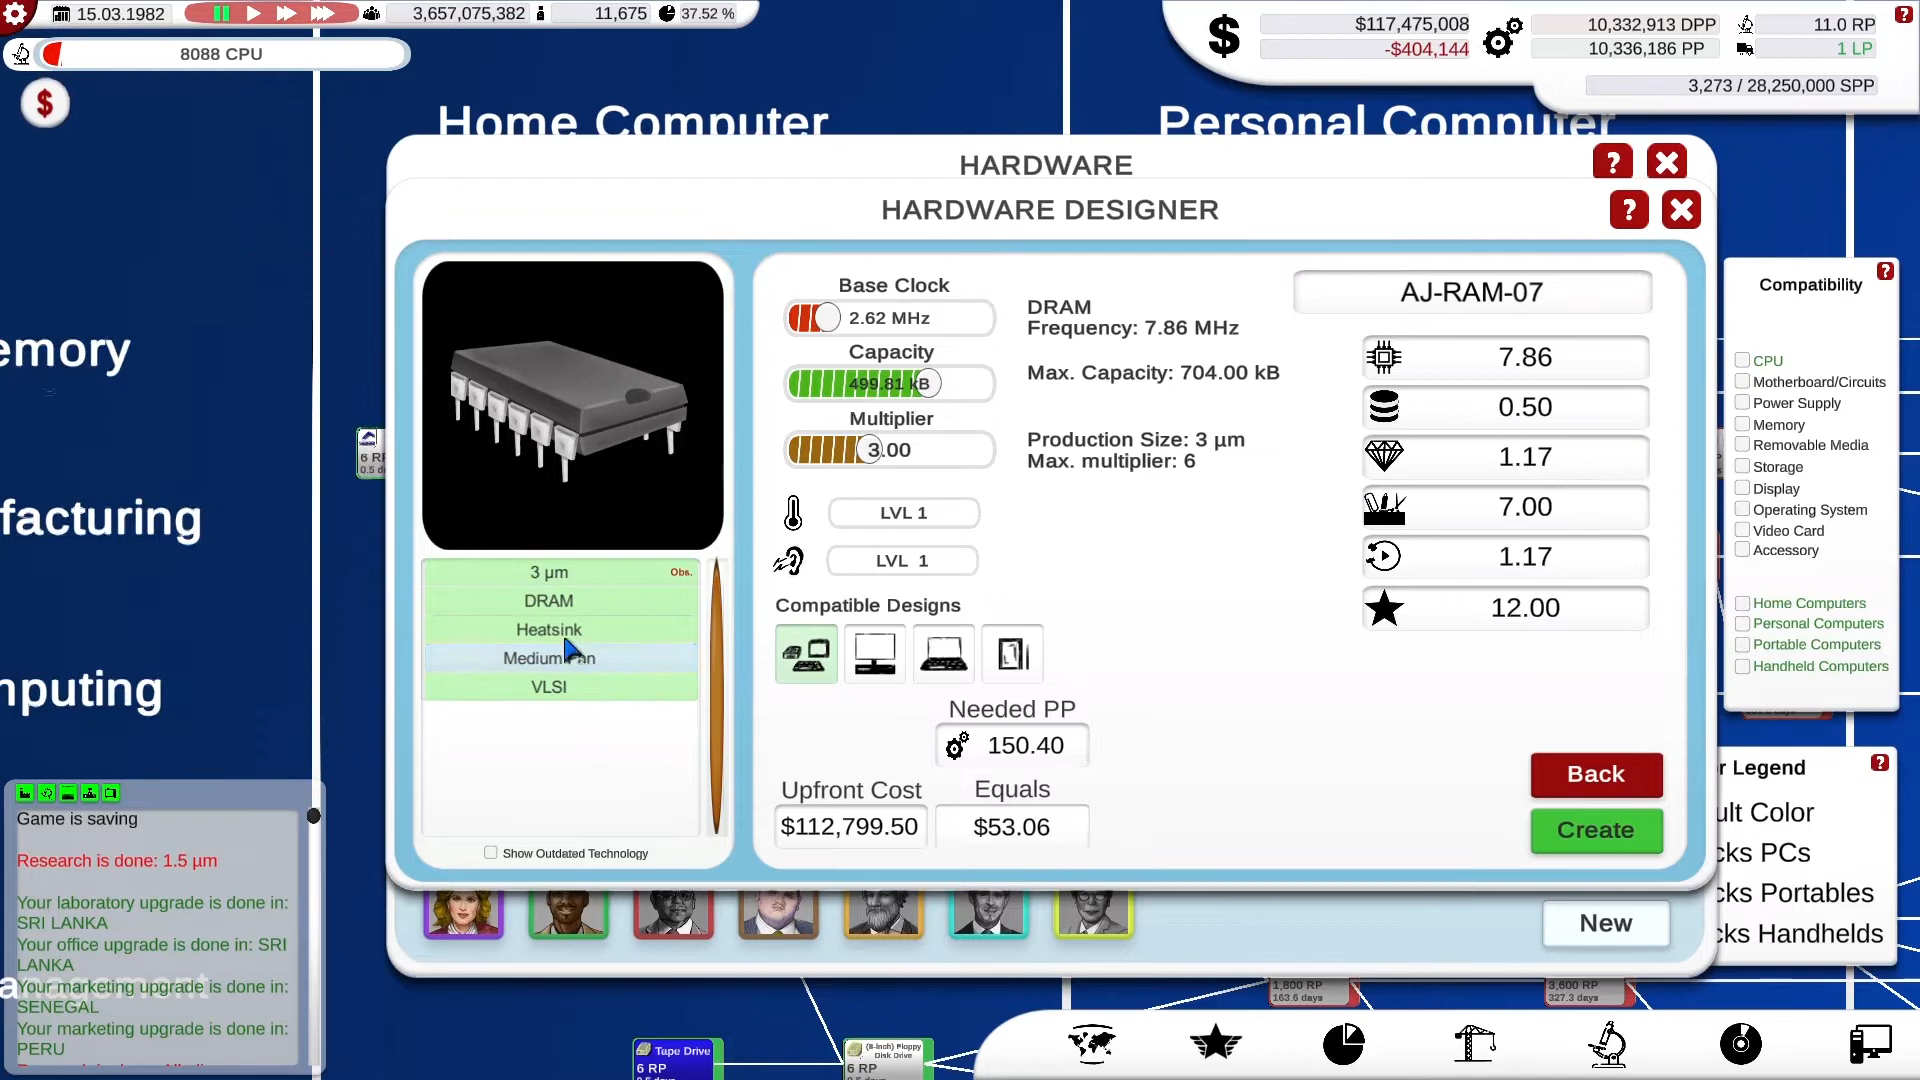 15.03.1982
3,657,075,382
11,675
37.52 %
$117,475,008
-$404,144
10,332,913 DPP
10,336,186 PP
11.0 RP
1 LP
3,273 / 28,250,000 SPP
?
8088 CPU
$
Home Computer
Personal Computer
HARDWARE
?
HARDWARE DESIGNER
?
Base Clock
2.62 MHz
Capacity
499.81 kB
Multiplier
3.00
LVL 1
LVL 1
DRAM
Frequency: 7.86 MHz
Max. Capacity: 704.00 kB
Production Size: 3 µm
Max. multiplier: 6
AJ-RAM-07
7.86
0.50
1.17
7.00
1.17
12.00
3 µm
Obs.
DRAM
Heatsink
VLSI
Show Outdated Technology
Compatible Designs
Needed PP
150.40
Upfront Cost
$112,799.50
Equals
$53.06
Back
Create
New
Compatibility
?
CPU
Motherboard/Circuits
Power Supply
Memory
Removable Media
Storage
Display
Operating System
Video Card
Accessory
Home Computers
Personal Computers
Portable Computers
Handheld Computers
r Legend
?
ult Color
cks PCs
cks Portables
cks Handhelds
emory
facturing
nputing
Game is saving
Research is done: 1.5 µm
Your laboratory upgrade is done in:
SRI LANKA
Your office upgrade is done in: SRI
LANKA
Your marketing upgrade is done in:
SENEGAL
Your marketing upgrade is done in:
PERU
6 RP
0.5 d
Tape Drive
6 RP
(8-inch) Floppy
Disk Drive
6 RP
1,800 RP
163.6 days
3,600 RP
327.3 days